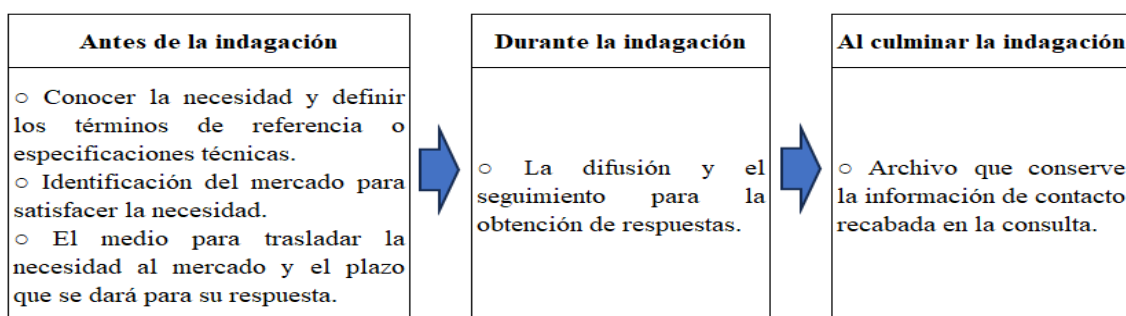 Antes de la indagación
○ Conocer la necesidad y definir
los términos de referencia o
especificaciones técnicas.
○ Identificación del mercado para
satisfacer la necesidad.
○ El medio para trasladar la
necesidad al mercado y el plazo
que se dará para su respuesta.
Durante la indagación
○ La difusión y el
seguimiento para la
obtención de respuestas.
Al culminar la indagación
○ Archivo que conserve
la información de contacto
recabada en la consulta.